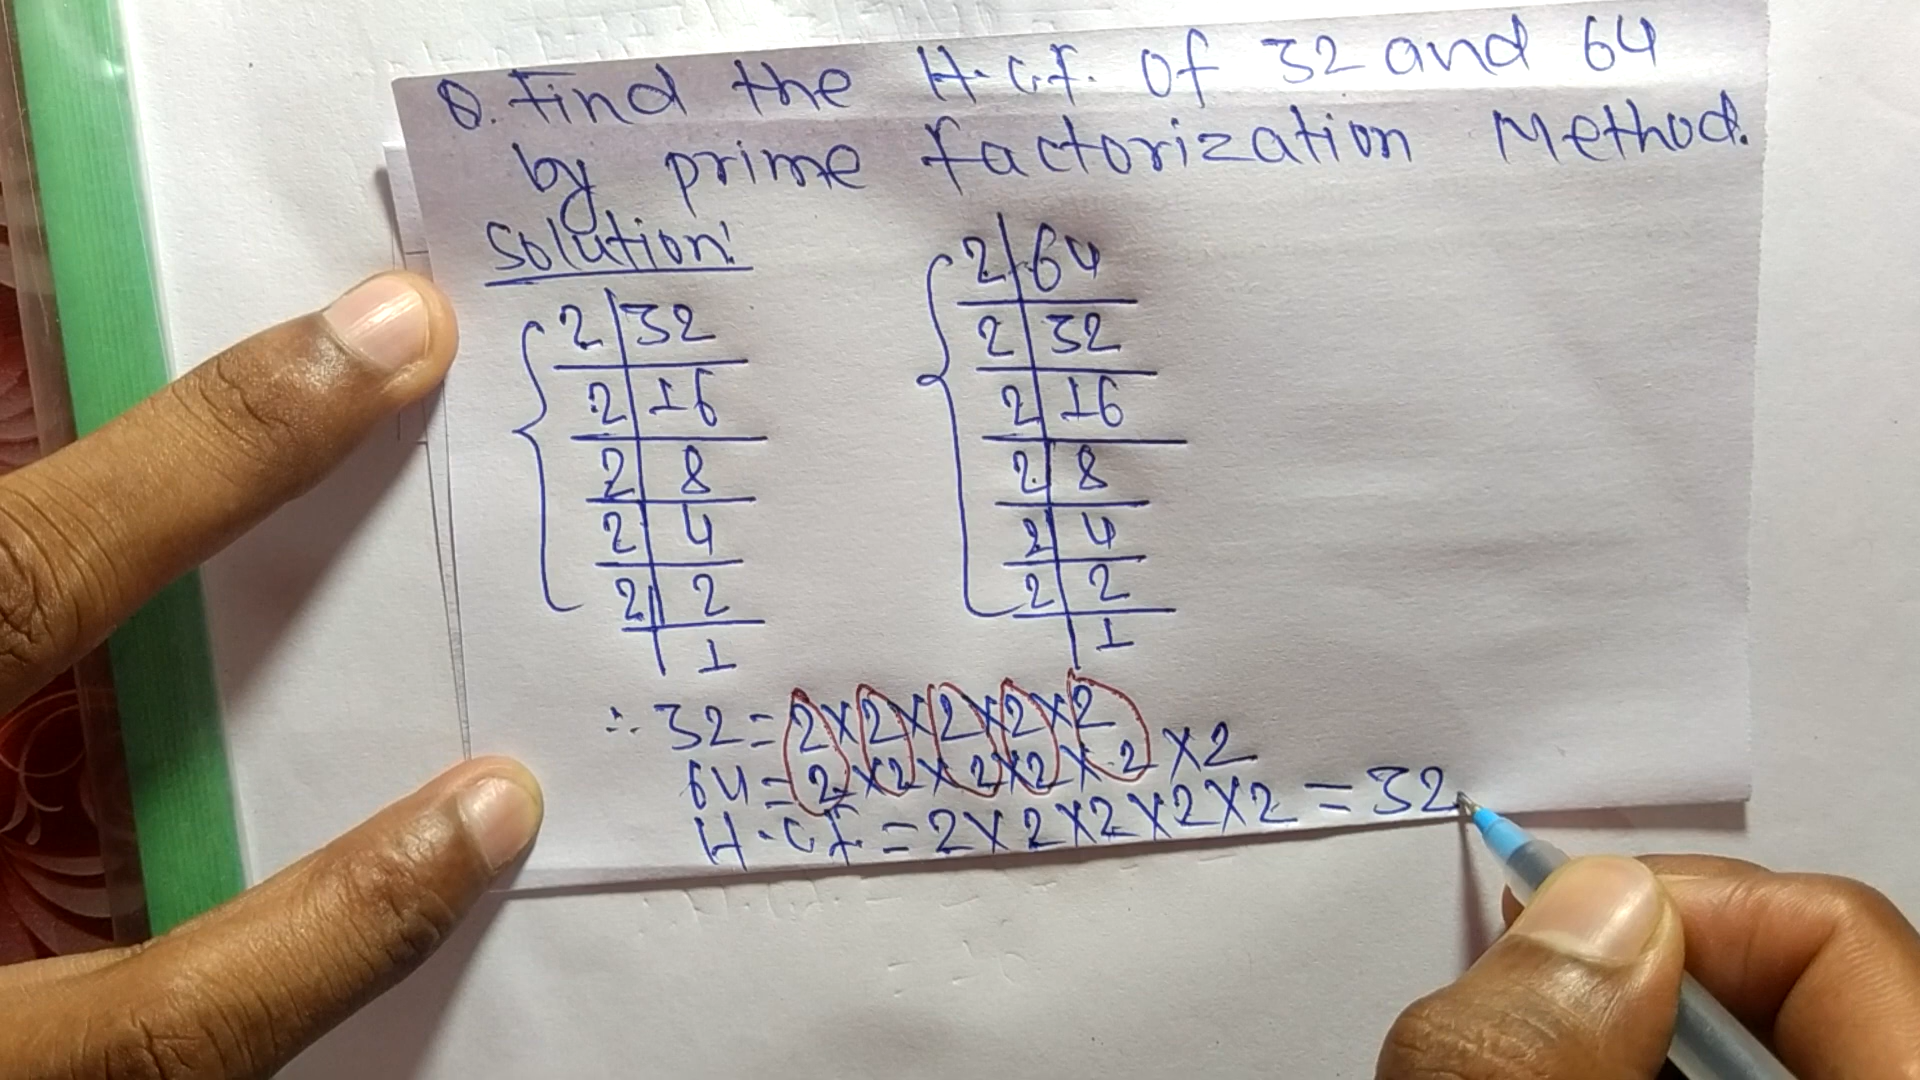 Q. Find the H.C.F. of 32 and 64
by prime factorization Method.
Solution:
2 | 32
2 | 16
2 | 8
2 | 4
2 | 2
1
2 | 64
2 | 32
2 | 16
2 | 8
2 | 4
2 | 2
1
∴ 32 = 2×2×2×2×2
64 = 2×2×2×2×2×2
H.C.F. = 2×2×2×2×2 = 32